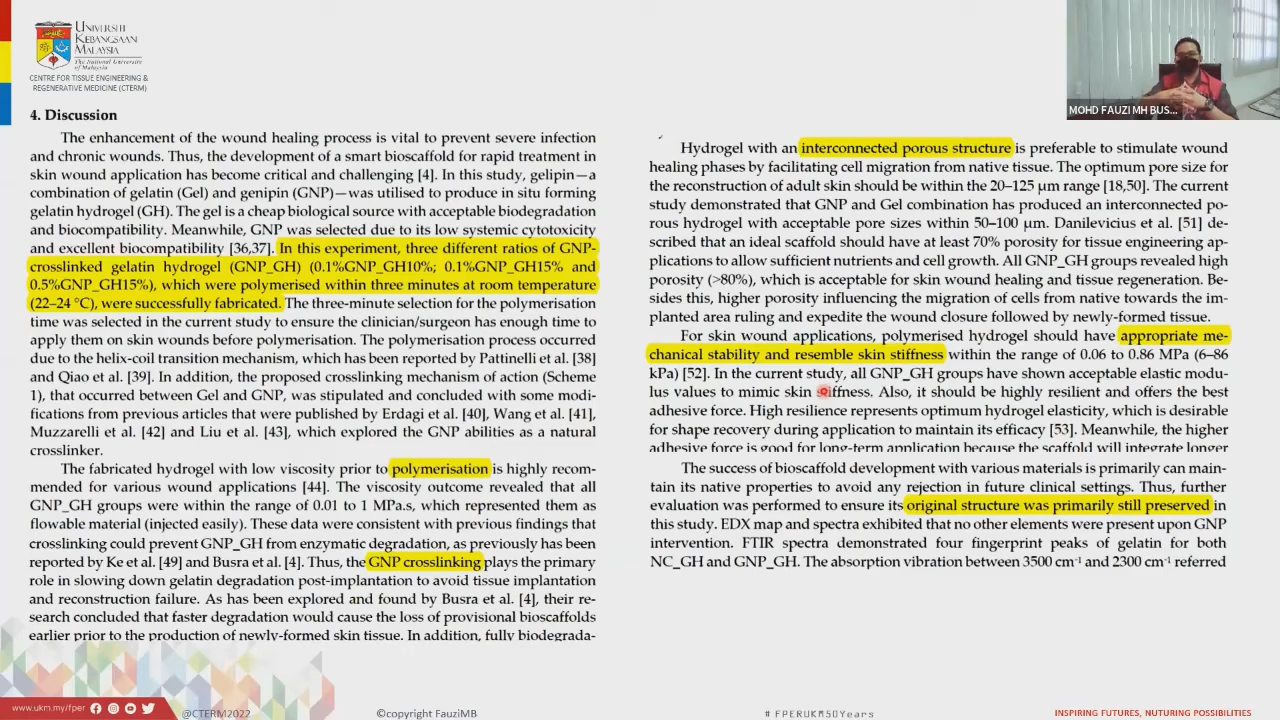 UNIVERSITI
KEBANGSAAN
MALAYSIA
The National University
of Malaysia
CENTRE FOR TISSUE ENGINEERING &
REGENERATIVE MEDICINE (CTERM)
MOHD FAUZI MH BUS...
4. Discussion
The enhancement of the wound healing process is vital to prevent severe infection
and chronic wounds. Thus, the development of a smart bioscaffold for rapid treatment in
skin wound application has become critical and challenging [4]. In this study, gelipin—a
combination of gelatin (Gel) and genipin (GNP)—was utilised to produce in situ forming
gelatin hydrogel (GH). The gel is a cheap biological source with acceptable biodegradation
and biocompatibility. Meanwhile, GNP was selected due to its low systemic cytotoxicity
and excellent biocompatibility [36,37]. In this experiment, three different ratios of GNP-
crosslinked gelatin hydrogel (GNP_GH) (0.1%GNP_GH10%; 0.1%GNP_GH15% and
0.5%GNP_GH15%), which were polymerised within three minutes at room temperature
(22–24 °C), were successfully fabricated. The three-minute selection for the polymerisation
time was selected in the current study to ensure the clinician/surgeon has enough time to
apply them on skin wounds before polymerisation. The polymerisation process occurred
due to the helix-coil transition mechanism, which has been reported by Pattinelli et al. [38]
and Qiao et al. [39]. In addition, the proposed crosslinking mechanism of action (Scheme
1), that occurred between Gel and GNP, was stipulated and concluded with some modi-
fications from previous articles that were published by Erdagi et al. [40], Wang et al. [41],
Muzzarelli et al. [42] and Liu et al. [43], which explored the GNP abilities as a natural
crosslinker.
The fabricated hydrogel with low viscosity prior to polymerisation is highly recom-
mended for various wound applications [44]. The viscosity outcome revealed that all
GNP_GH groups were within the range of 0.01 to 1 MPa.s, which represented them as
flowable material (injected easily). These data were consistent with previous findings that
crosslinking could prevent GNP_GH from enzymatic degradation, as previously has been
reported by Ke et al. [49] and Busra et al. [4]. Thus, the GNP crosslinking plays the primary
role in slowing down gelatin degradation post-implantation to avoid tissue implantation
and reconstruction failure. As has been explored and found by Busra et al. [4], their re-
search concluded that faster degradation would cause the loss of provisional bioscaffolds
earlier prior to the production of newly-formed skin tissue. In addition, fully biodegrada-
Hydrogel with an interconnected porous structure is preferable to stimulate wound
healing phases by facilitating cell migration from native tissue. The optimum pore size for
the reconstruction of adult skin should be within the 20–125 µm range [18,50]. The current
study demonstrated that GNP and Gel combination has produced an interconnected po-
rous hydrogel with acceptable pore sizes within 50–100 µm. Danilevicius et al. [51] de-
scribed that an ideal scaffold should have at least 70% porosity for tissue engineering ap-
plications to allow sufficient nutrients and cell growth. All GNP_GH groups revealed high
porosity (>80%), which is acceptable for skin wound healing and tissue regeneration. Be-
sides this, higher porosity influencing the migration of cells from native towards the im-
planted area ruling and expedite the wound closure followed by newly-formed tissue.
For skin wound applications, polymerised hydrogel should have appropriate me-
chanical stability and resemble skin stiffness within the range of 0.06 to 0.86 MPa (6–86
kPa) [52]. In the current study, all GNP_GH groups have shown acceptable elastic modu-
lus values to mimic skin stiffness. Also, it should be highly resilient and offers the best
adhesive force. High resilience represents optimum hydrogel elasticity, which is desirable
for shape recovery during application to maintain its efficacy [53]. Meanwhile, the higher
adhesive force is good for long-term application because the scaffold will integrate longer
The success of bioscaffold development with various materials is primarily can main-
tain its native properties to avoid any rejection in future clinical settings. Thus, further
evaluation was performed to ensure its original structure was primarily still preserved in
this study. EDX map and spectra exhibited that no other elements were present upon GNP
intervention. FTIR spectra demonstrated four fingerprint peaks of gelatin for both
NC_GH and GNP_GH. The absorption vibration between 3500 cm⁻¹ and 2300 cm⁻¹ referred
www.ukm.my/fper
@CTERM2022
©copyright FauziMB
#FPERUKM50Years
INSPIRING FUTURES, NUTURING POSSIBILITIES